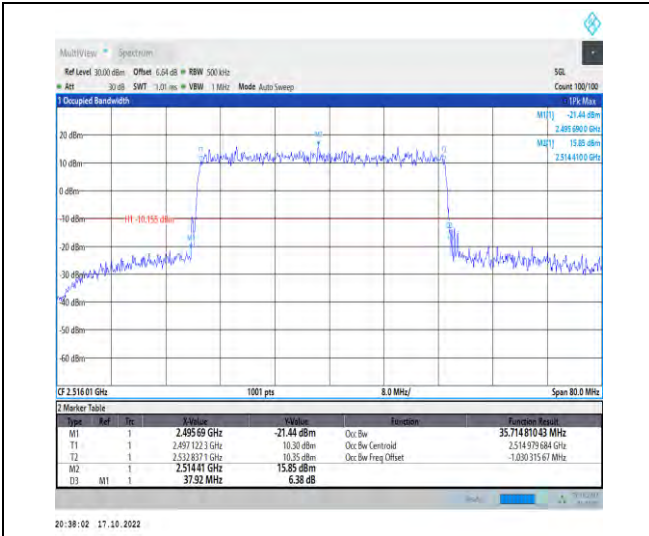 MultiView Spectrum
Ref Level 30.00 dBm Offset 6.64 dB RBW 500 kHz SGL
Att 30 dB SWT 1.01 ms VBW 1 MHz Mode Auto Sweep Count 100/100
1 Occupied Bandwidth 1Pk Max
M1[1] -21.44 dBm
2.495 690 0 GHz
M2[1] 15.85 dBm
2.514 410 0 GHz
20 dBm
M2
T1 T2
10 dBm
0 dBm
-10 dBm H1 -10.155 dBm
M1
-20 dBm
-30 dBm
-40 dBm
-50 dBm
-60 dBm
CF 2.516 01 GHz 1001 pts 8.0 MHz/ Span 80.0 MHz
2 Marker Table
Type Ref Trc X-Value Y-Value Function Function Result
M1 1 2.495 69 GHz -21.44 dBm Occ Bw 35.714 810 43 MHz
T1 1 2.497 122 3 GHz 10.30 dBm Occ Bw Centroid 2.514 979 684 GHz
T2 1 2.532 837 1 GHz 10.35 dBm Occ Bw Freq Offset -1.030 315 67 MHz
M2 1 2.514 41 GHz 15.85 dBm
D3 M1 1 37.92 MHz 6.38 dB
20:38:02 17.10.2022